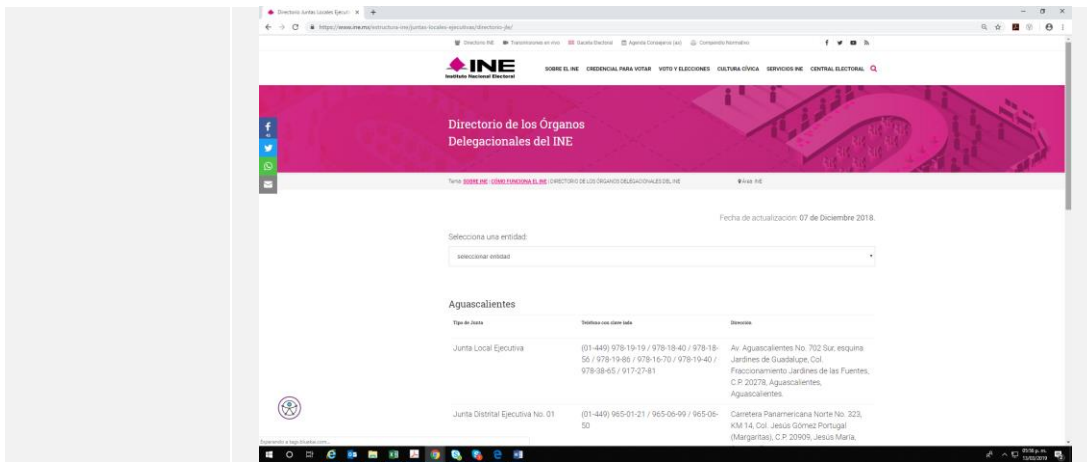 Directorio Juntas Locales Ejecuti
https://www.ine.mx/estructura-ine/juntas-locales-ejecutivas/directorio-jle/
Directorio INE Transmisiones en vivo Gaceta Electoral Agenda Consejeros (as) Compendio Normativo
INE
Instituto Nacional Electoral
SOBRE EL INE CREDENCIAL PARA VOTAR VOTO Y ELECCIONES CULTURA CÍVICA SERVICIOS INE CENTRAL ELECTORAL
Directorio de los Órganos
Delegacionales del INE
Tema: SOBRE INE | CÓMO FUNCIONA EL INE | DIRECTORIO DE LOS ÓRGANOS DELEGACIONALES DEL INE
Área: INE
Fecha de actualización: 07 de Diciembre 2018.
Selecciona una entidad:
seleccionar entidad
Aguascalientes
Tipo de Junta Teléfono con clave lada Dirección
Junta Local Ejecutiva
(01-449) 978-19-19 / 978-18-40 / 978-18-
56 / 978-19-86 / 978-16-70 / 978-19-40 /
978-38-65 / 917-27-81
Av. Aguascalientes No. 702 Sur, esquina
Jardines de Guadalupe, Col.
Fraccionamiento Jardines de las Fuentes,
C.P. 20278, Aguascalientes,
Aguascalientes.
Junta Distrital Ejecutiva No. 01
(01-449) 965-01-21 / 965-06-99 / 965-06-
50
Carretera Panamericana Norte No. 323,
KM 14, Col. Jesús Gómez Portugal
(Margaritas), C.P. 20909, Jesús María,
05:58 p. m.
13/03/2019